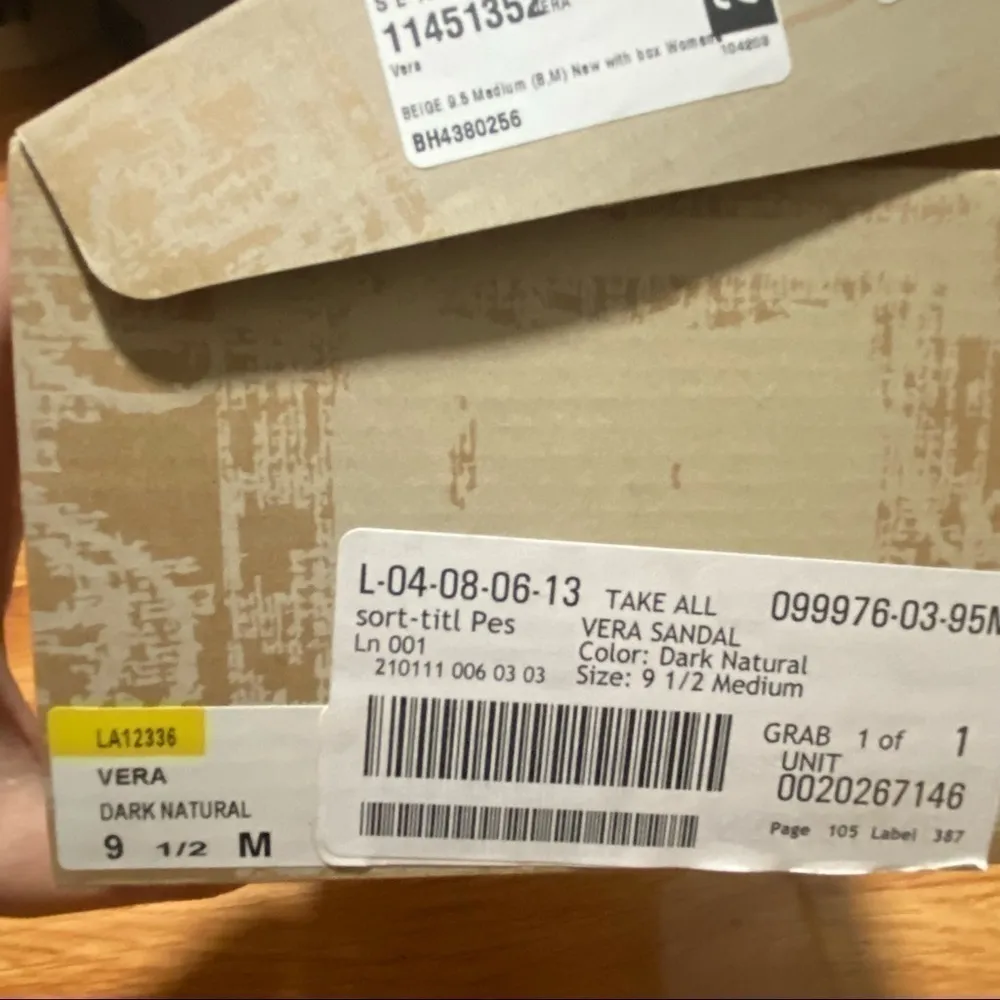 11451352
Vera
BEIGE 9.5 Medium (B,M) New with box Womens
104203
BH4380256
L-04-08-06-13 TAKE ALL 099976-03-95M
sort-titl Pes VERA SANDAL
Ln 001 Color: Dark Natural
210111 006 03 03 Size: 9 1/2 Medium
GRAB 1 of 1
UNIT
0020267146
Page 105 Label 387
LA12336
VERA
DARK NATURAL
9 1/2 M